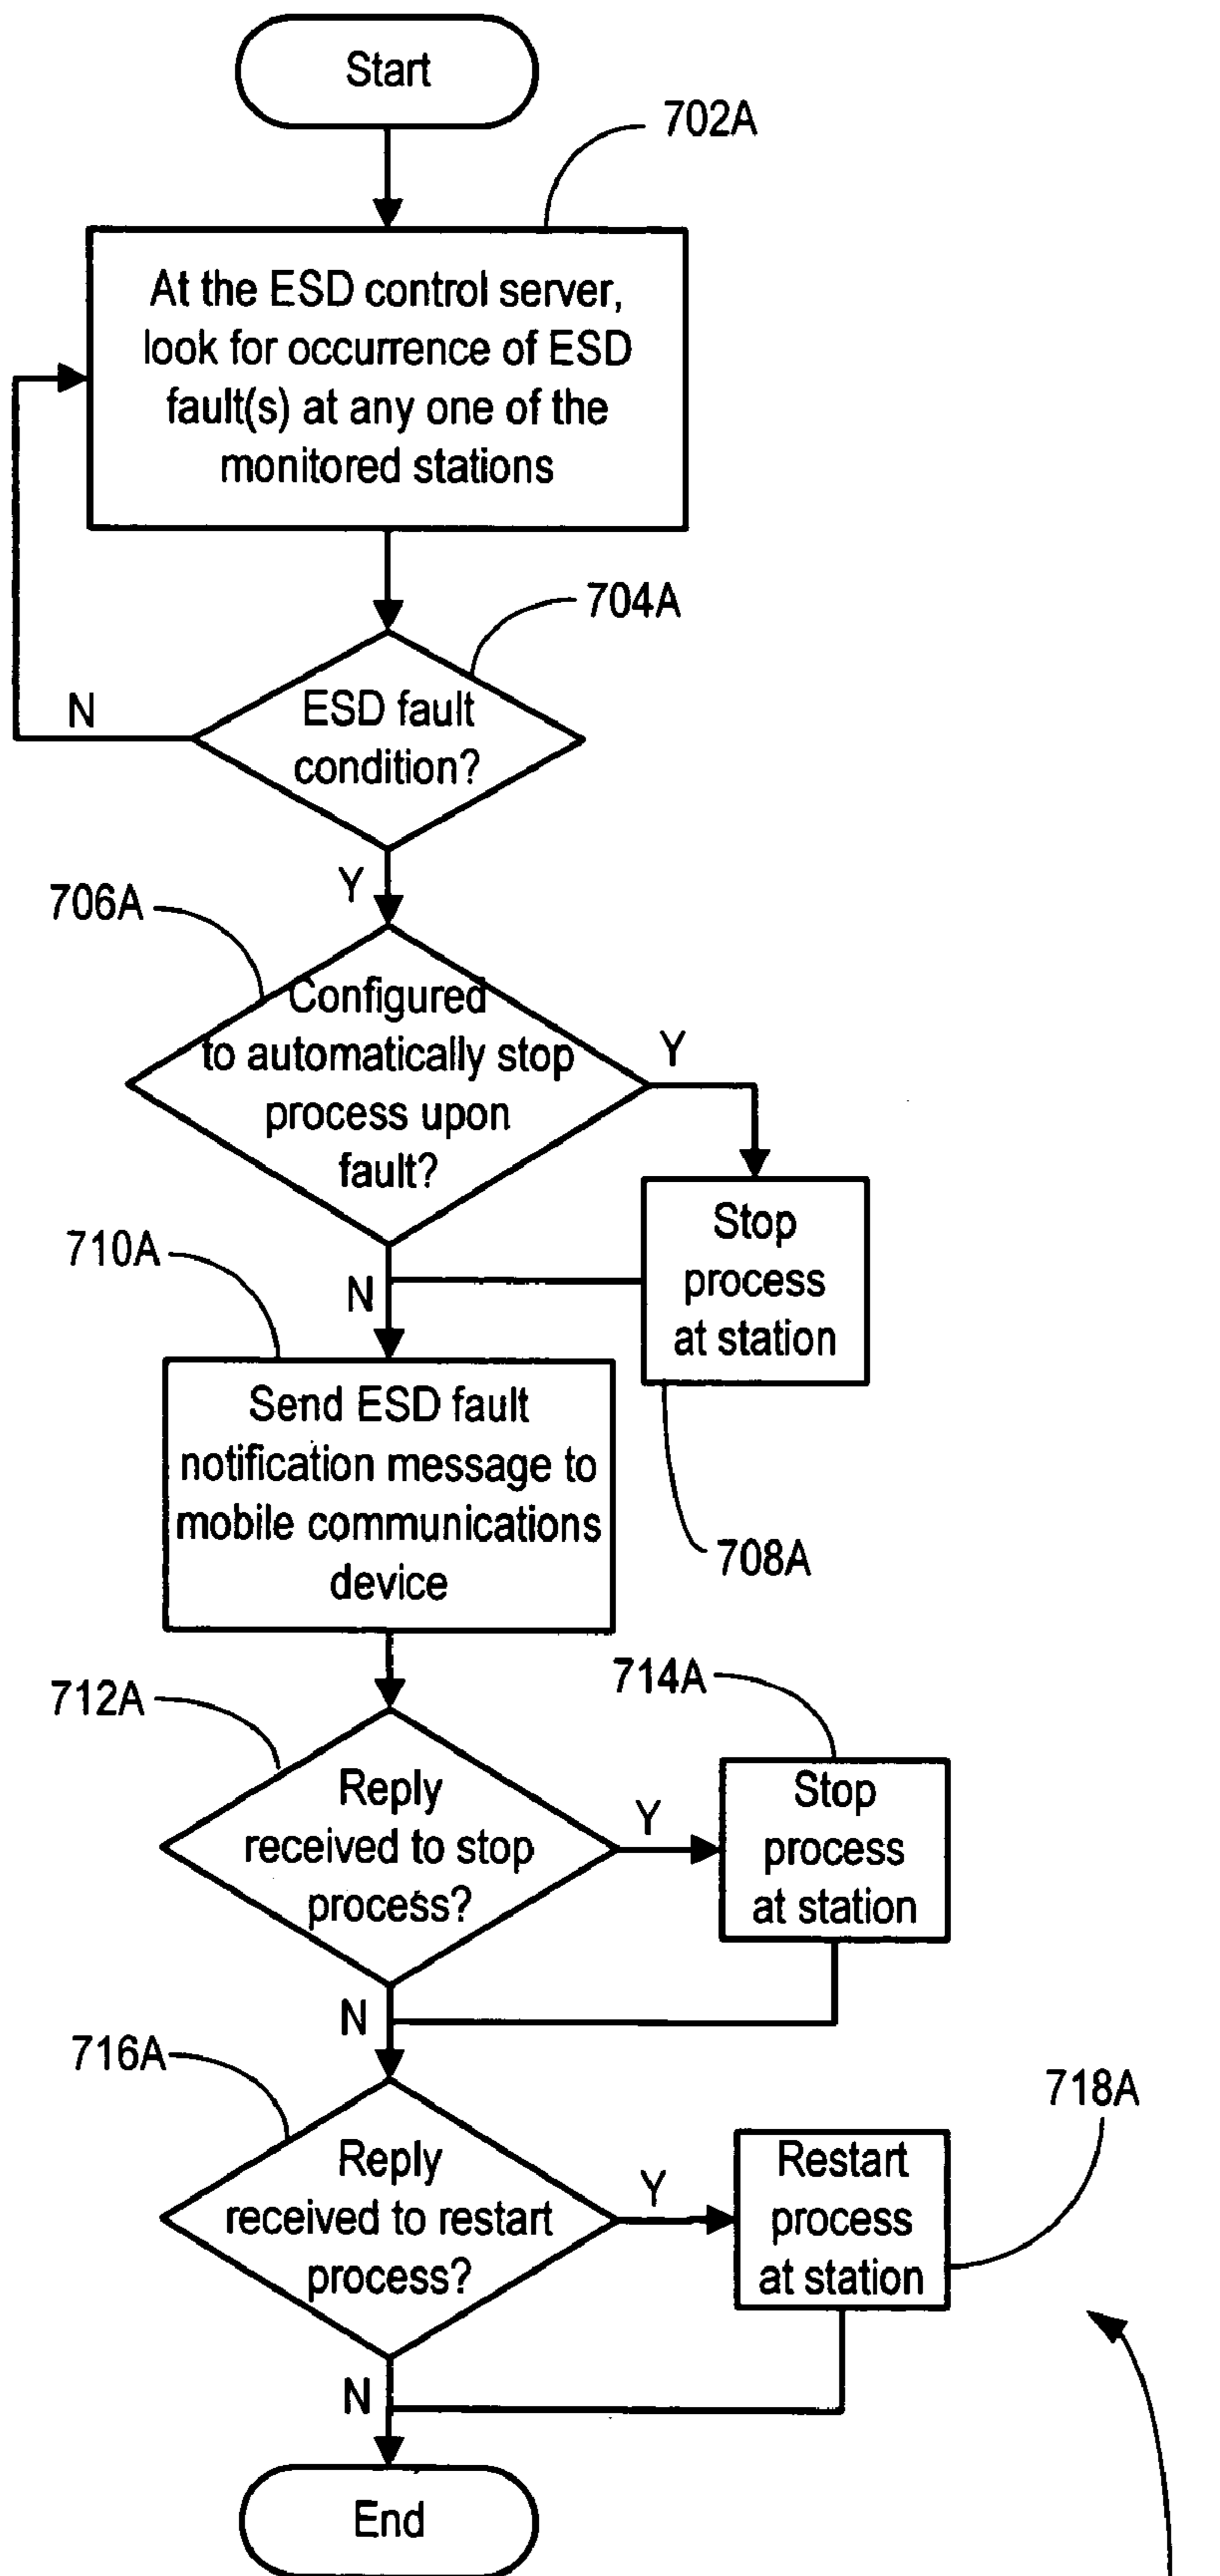 Start
702A
At the ESD control server,
look for occurrence of ESD
fault(s) at any one of the
monitored stations
704A
N
ESD fault
condition?
Y
706A
Configured
to automatically stop
process upon
fault?
Y
Stop
process
at station
710A
N
Send ESD fault
notification message to
mobile communications
device
708A
714A
712A
Reply
received to stop
process?
Y
Stop
process
at station
N
716A
718A
Reply
received to restart
process?
Y
Restart
process
at station
N
End